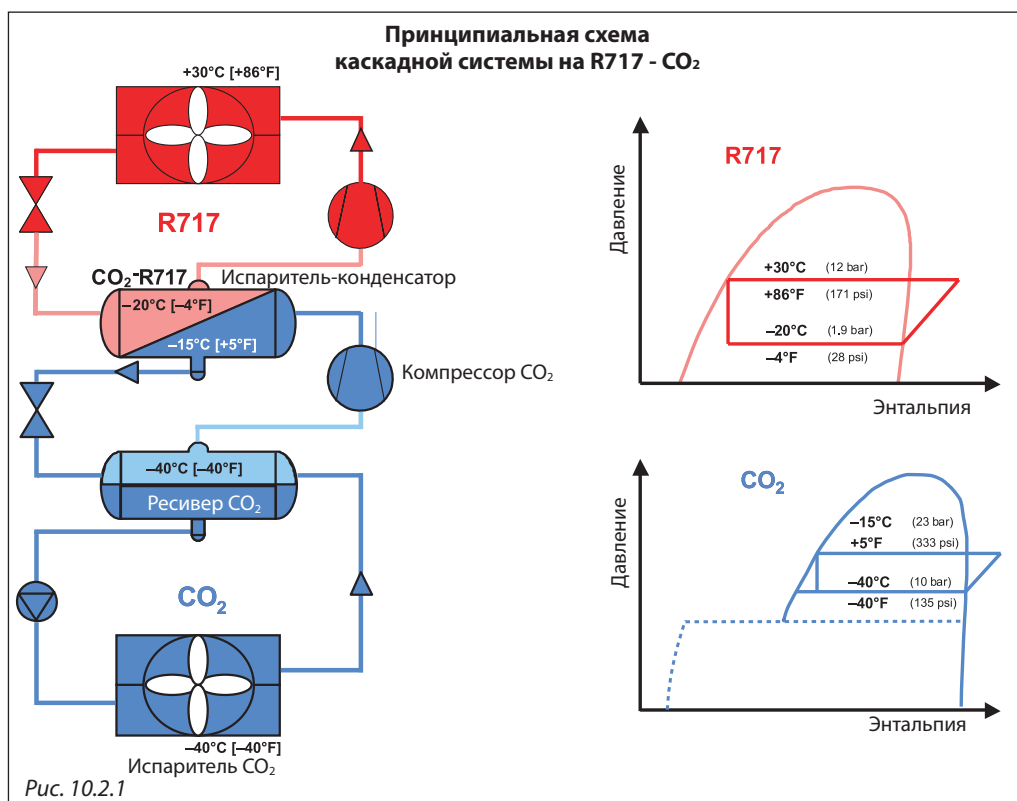 Принципиальная схема
каскадной системы на R717 - CO₂
+30°C [+86°F]
R717
CO₂-R717 Испаритель-конденсатор
–20°C [–4°F]
–15°C [+5°F]
Компрессор CO₂
–40°C [–40°F]
Ресивер CO₂
CO₂
–40°C [–40°F]
Испаритель CO₂
Рис. 10.2.1
Давление
R717
+30°C (12 bar)
+86°F (171 psi)
–20°C (1.9 bar)
–4°F (28 psi)
Энтальпия
Давление
CO₂
–15°C (23 bar)
+5°F (333 psi)
–40°C (10 bar)
–40°F (135 psi)
Энтальпия